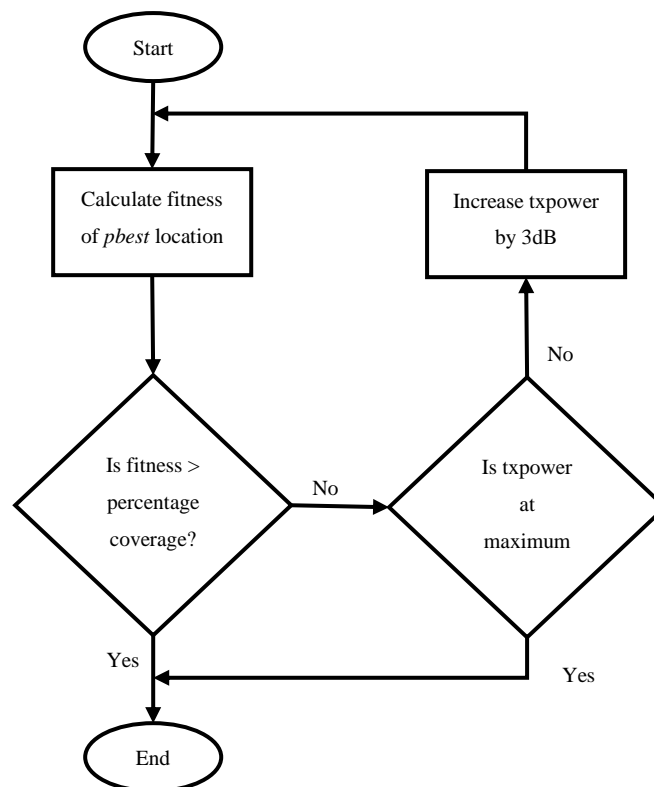 Start
Calculate fitness
of pbest location
Increase txpower
by 3dB
No
Is fitness >
percentage
coverage?
No
Is txpower
at
maximum
Yes
Yes
End